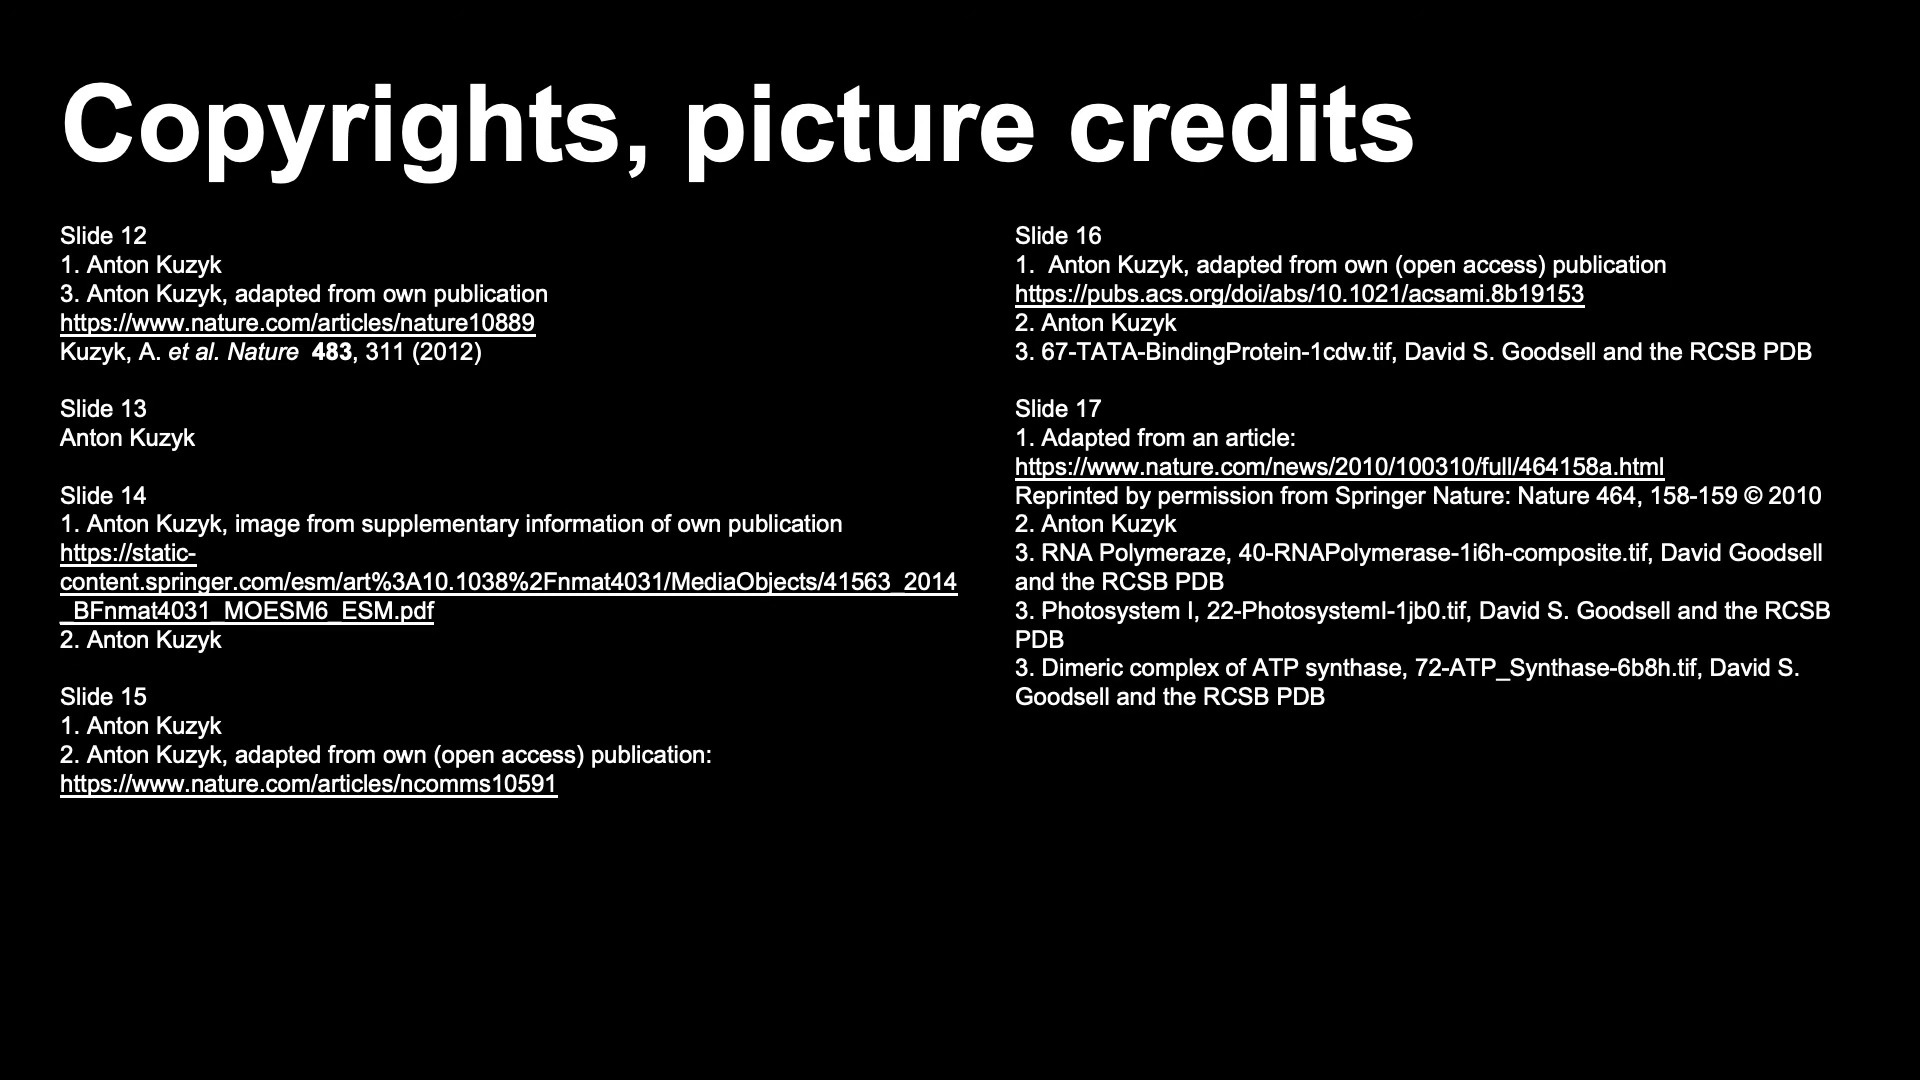 Copyrights, picture credits
Slide 12
1. Anton Kuzyk
3. Anton Kuzyk, adapted from own publication
https://www.nature.com/articles/nature10889
Kuzyk, A. et al. Nature  483, 311 (2012)
Slide 13
Anton Kuzyk
Slide 14
1. Anton Kuzyk, image from supplementary information of own publication
https://static-
content.springer.com/esm/art%3A10.1038%2Fnmat4031/MediaObjects/41563_2014
_BFnmat4031_MOESM6_ESM.pdf
2. Anton Kuzyk
Slide 15
1. Anton Kuzyk
2. Anton Kuzyk, adapted from own (open access) publication:
https://www.nature.com/articles/ncomms10591
Slide 16
1.  Anton Kuzyk, adapted from own (open access) publication
https://pubs.acs.org/doi/abs/10.1021/acsami.8b19153
2. Anton Kuzyk
3. 67-TATA-BindingProtein-1cdw.tif, David S. Goodsell and the RCSB PDB
Slide 17
1. Adapted from an article:
https://www.nature.com/news/2010/100310/full/464158a.html
Reprinted by permission from Springer Nature: Nature 464, 158-159 © 2010
2. Anton Kuzyk
3. RNA Polymeraze, 40-RNAPolymerase-1i6h-composite.tif, David Goodsell
and the RCSB PDB
3. Photosystem I, 22-PhotosystemI-1jb0.tif, David S. Goodsell and the RCSB
PDB
3. Dimeric complex of ATP synthase, 72-ATP_Synthase-6b8h.tif, David S.
Goodsell and the RCSB PDB